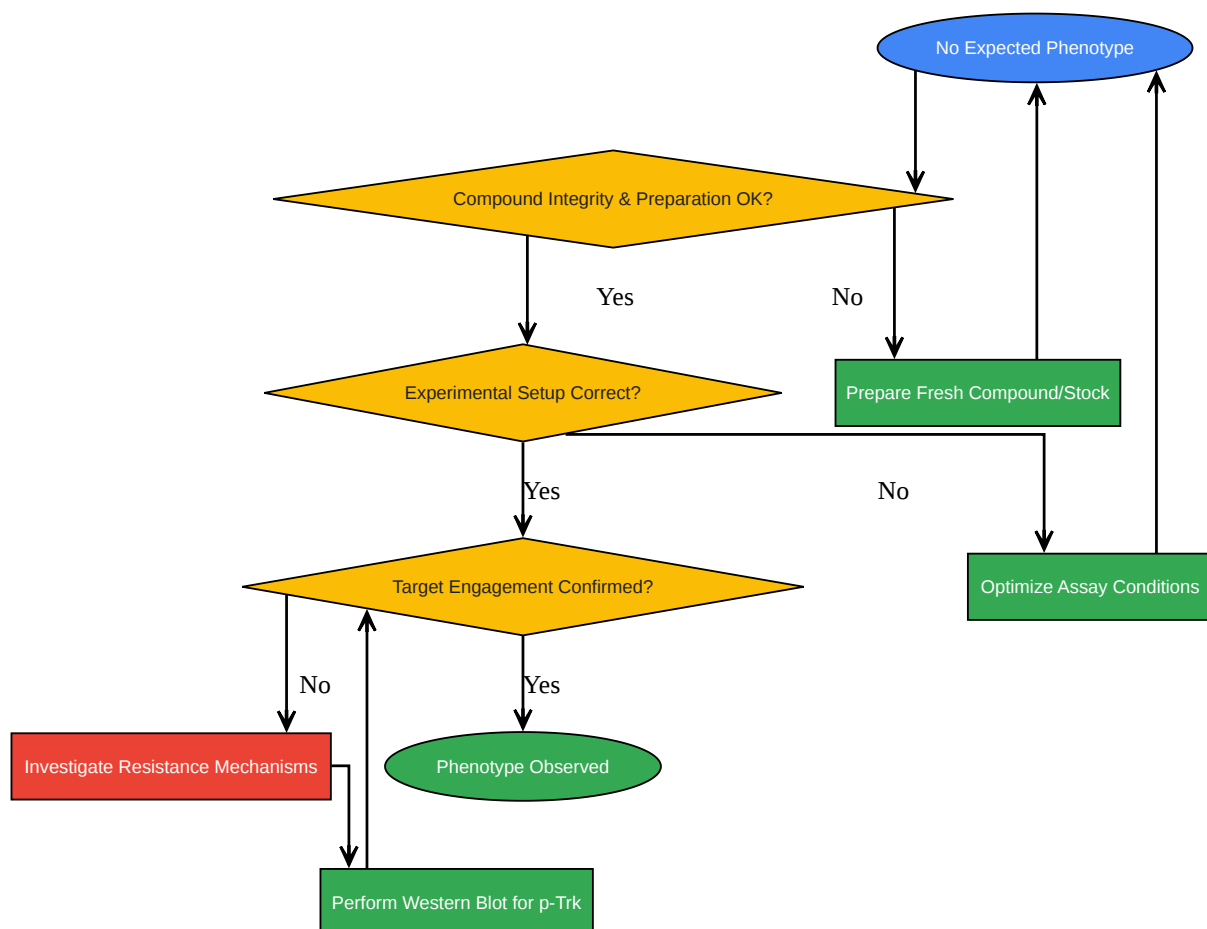 No Expected Phenotype
Compound Integrity & Preparation OK?
Yes
No
Experimental Setup Correct?
Prepare Fresh Compound/Stock
Yes
No
Target Engagement Confirmed?
Optimize Assay Conditions
No
Yes
Investigate Resistance Mechanisms
Phenotype Observed
Perform Western Blot for p-Trk